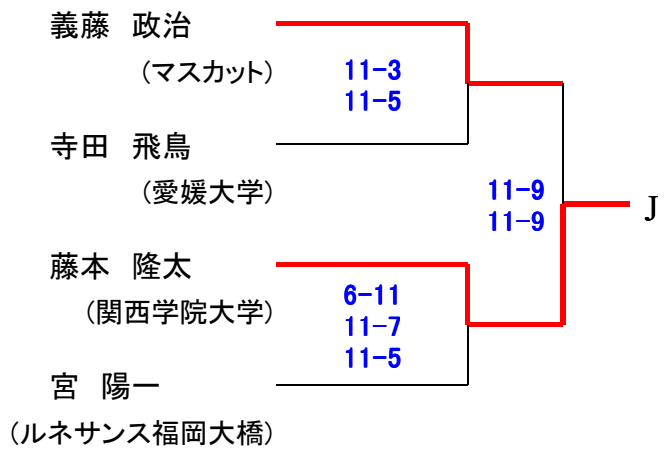 義藤　政治
(マスカット)
11-3
11-5
寺田　飛鳥
(愛媛大学)
11-9
11-9
J
藤本　隆太
(関西学院大学)
6-11
11-7
11-5
宮　陽一
(ルネサンス福岡大橋)